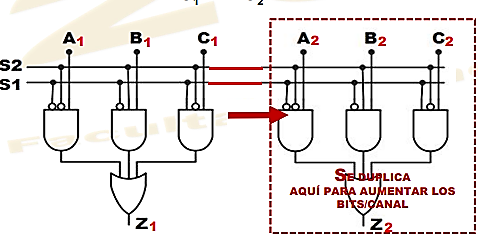 A1 B1 C1 A2 B2 C2
S2
S1
SE DUPLICA
AQUÍ PARA AUMENTAR LOS
BITS/CANAL
Z1 Z2